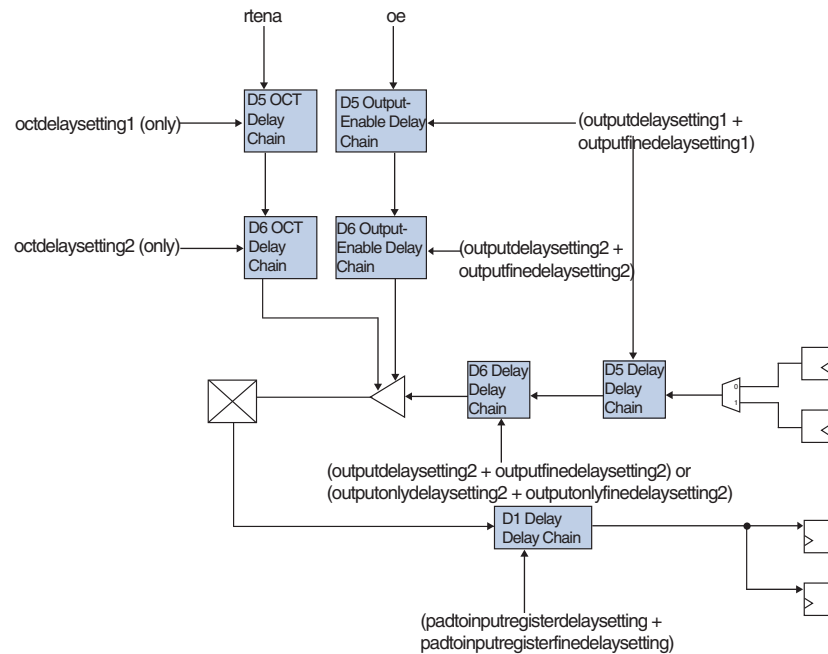 rtena
oe
D5 OCT
Delay
Chain
D5 Output-
Enable Delay
Chain
octdelaysetting1 (only)
(outputdelaysetting1 +
outputfinedelaysetting1)
D6 OCT
Delay
Chain
D6 Output-
Enable Delay
Chain
octdelaysetting2 (only)
(outputdelaysetting2 +
outputfinedelaysetting2)
D6 Delay
Delay
Chain
D5 Delay
Delay
Chain
0
1
(outputdelaysetting2 + outputfinedelaysetting2) or
(outputonlydelaysetting2 + outputonlyfinedelaysetting2)
D1 Delay
Delay Chain
(padtoinputregisterdelaysetting +
padtoinputregisterfinedelaysetting)